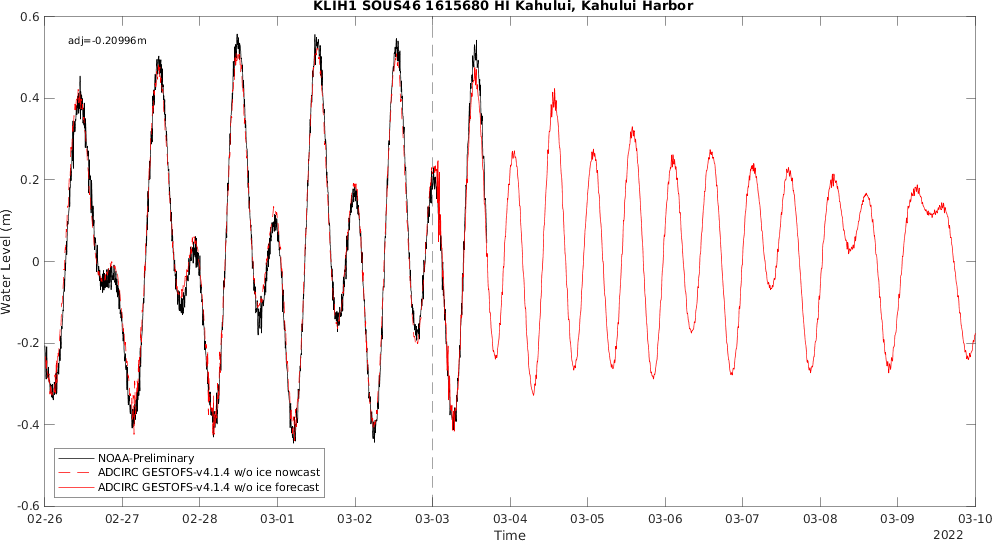 KLIH1 SOUS46 1615680 HI Kahului, Kahului Harbor
adj=-0.20996m
0.6
0.4
0.2
0
-0.2
-0.4
-0.6
Water Level (m)
NOAA-Preliminary
ADCIRC GESTOFS-v4.1.4 w/o ice nowcast
ADCIRC GESTOFS-v4.1.4 w/o ice forecast
02-26 02-27 02-28 03-01 03-02 03-03 03-04 03-05 03-06 03-07 03-08 03-09 03-10
Time
2022